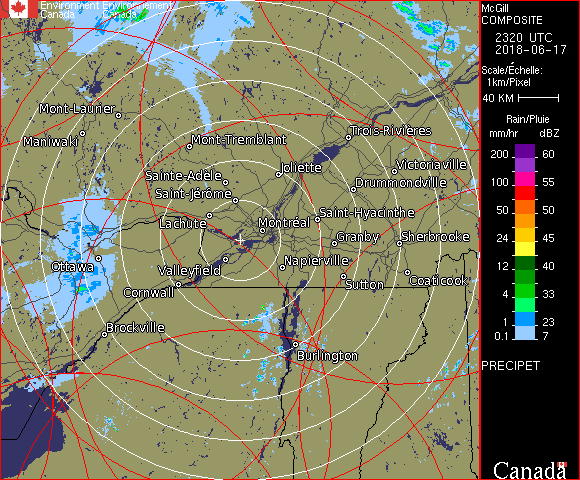 Environment Environnement
Canada Canada
Mont-Laurier
Maniwaki
Mont-Tremblant
Trois-Rivières
Sainte-Adèle
Joliette
Victoriaville
Saint-Jérôme
Drummondville
Lachute
Montréal
Saint-Hyacinthe
Granby
Sherbrooke
Ottawa
Valleyfield
Napierville
Cornwall
Sutton
Coaticook
Brockville
Burlington
McGill
COMPOSITE
2320 UTC
2018-06-17
Scale/Échelle:
1km/Pixel
40 KM
Rain/Pluie
mm/hr dBZ
200 60
55
100 55
50 50
24 45
12 40
4 33
1 23
0.1 7
PRECIPET
Canada